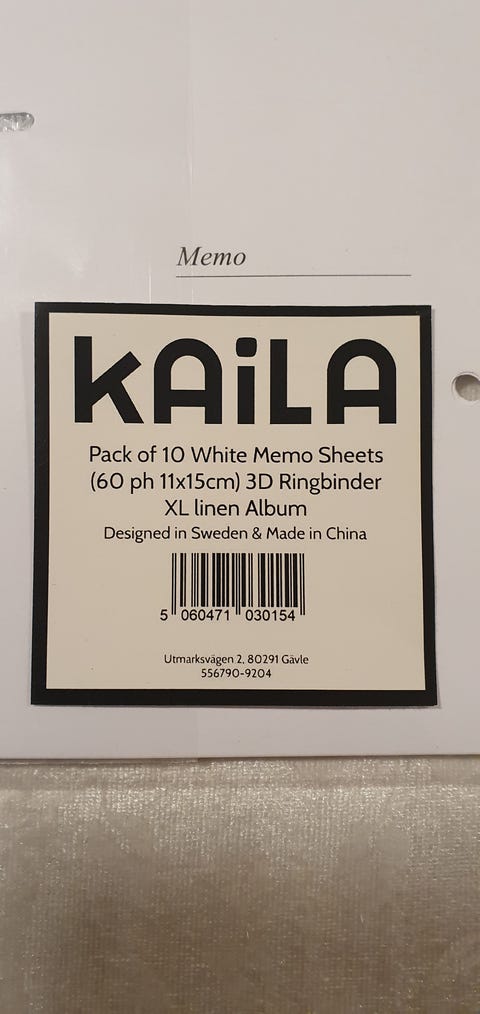 Memo
KAiLA
Pack of 10 White Memo Sheets
(60 ph 11x15cm) 3D Ringbinder
XL linen Album
Designed in Sweden & Made in China
5 060471 030154
Utmarksvägen 2, 80291 Gävle
556790-9204